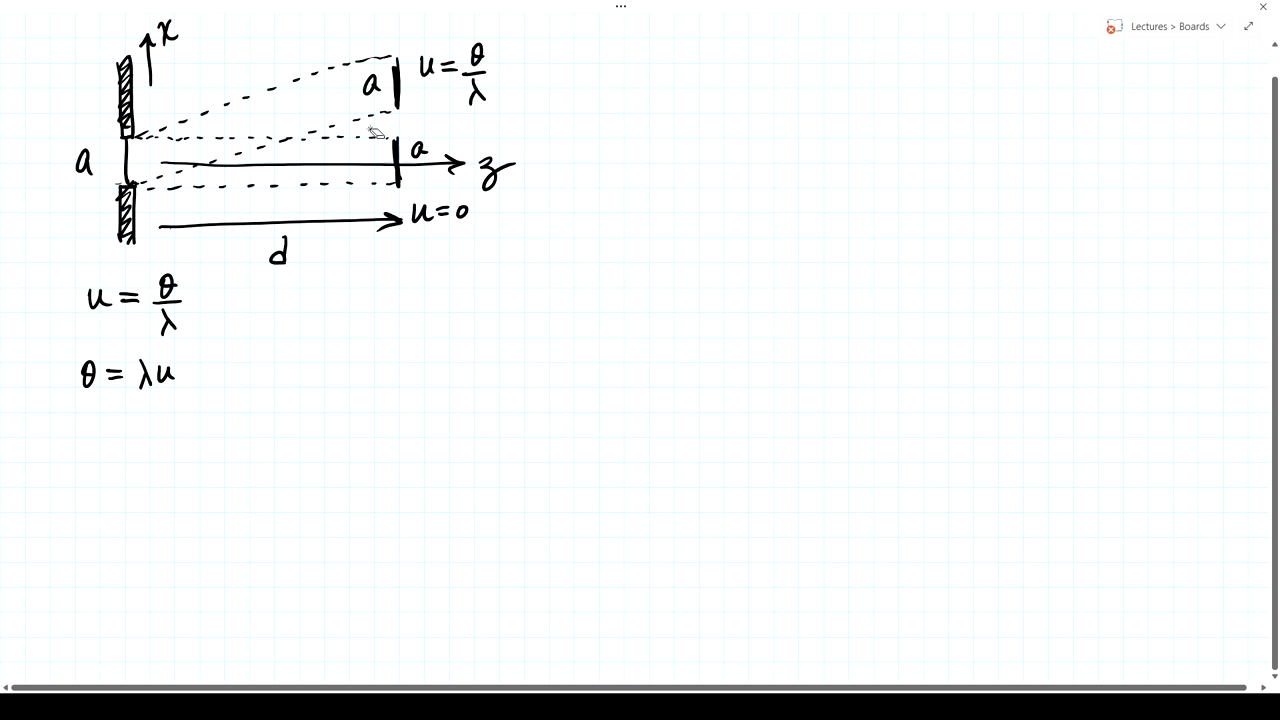 Lectures > Boards
x
a
u = θ/λ
a
a
z
u = 0
d
u = θ/λ
θ = λu